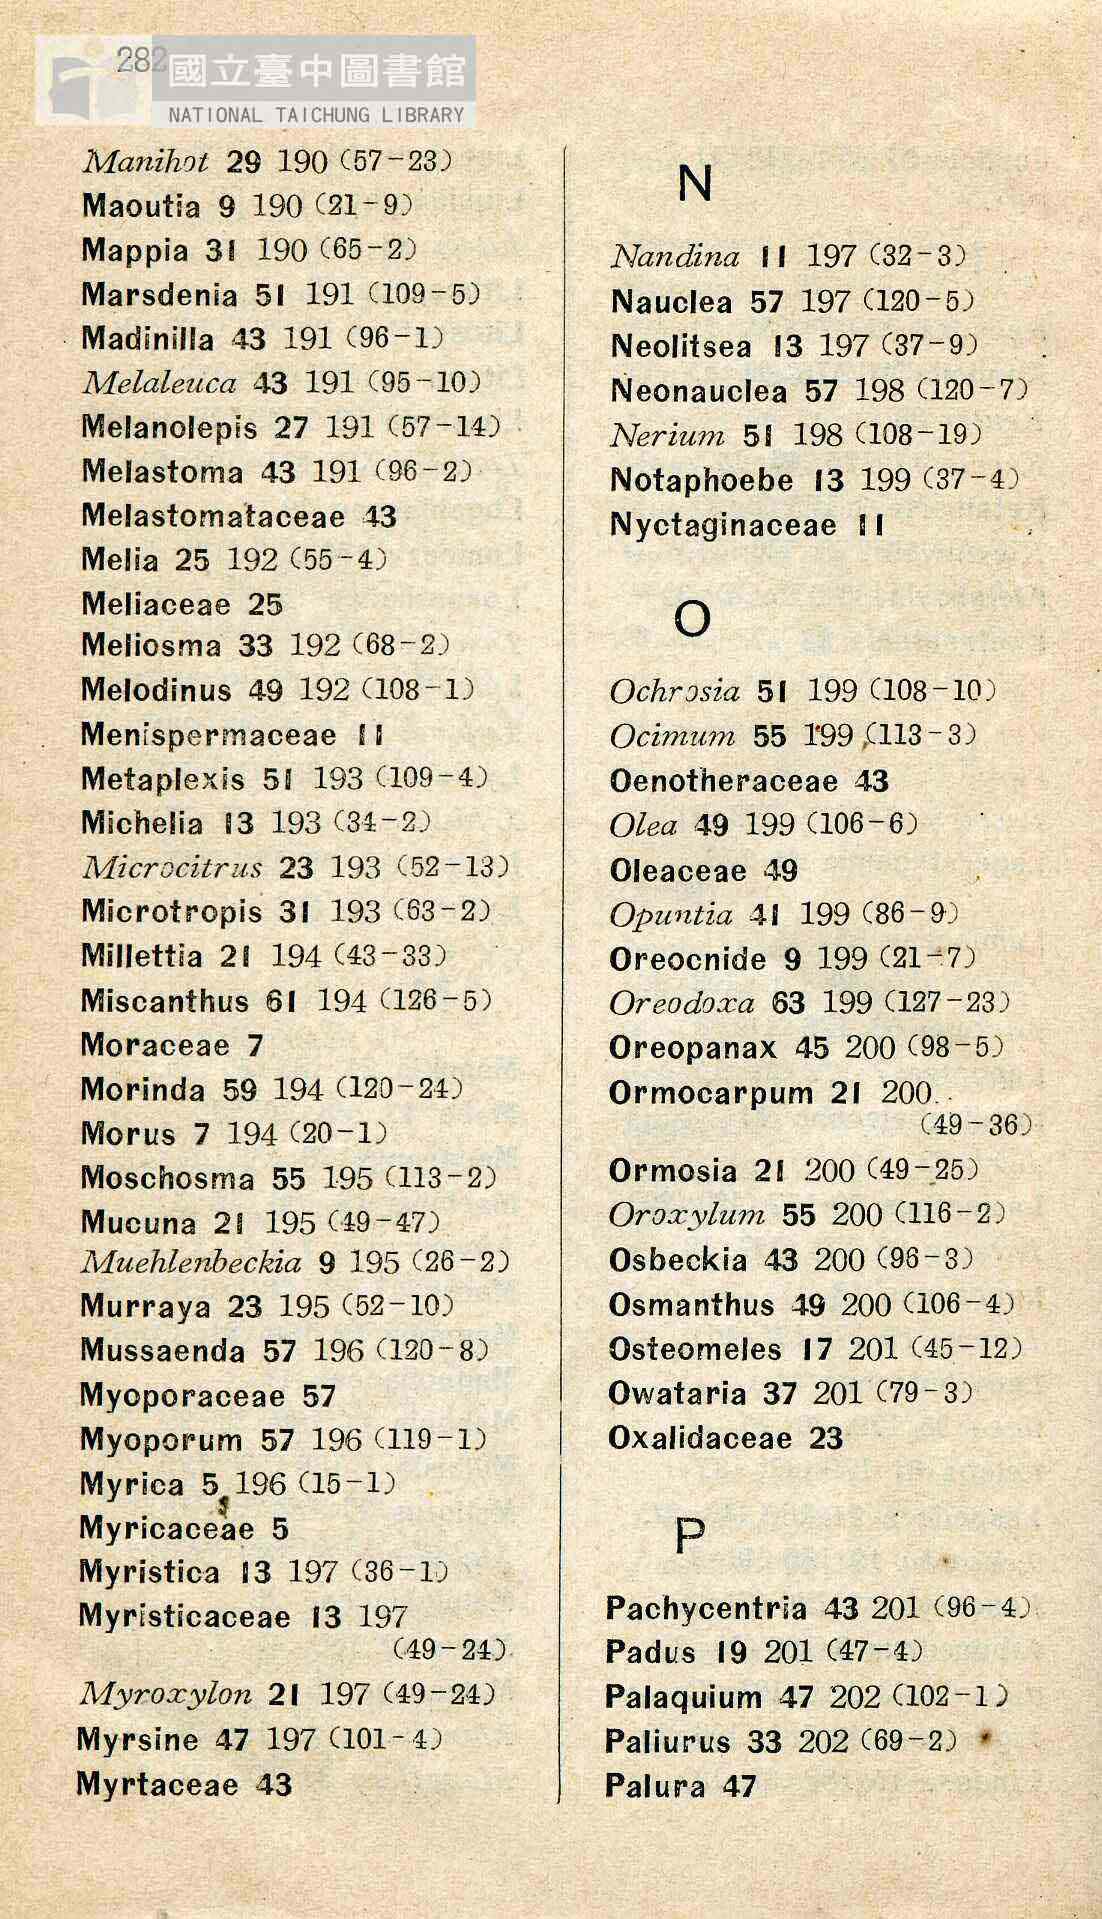 282
國立臺中圖書館
NATIONAL TAICHUNG LIBRARY
Manihot 29 190 (57-23)
Maoutia 9 190 (21-9)
Mappia 31 190 (65-2)
Marsdenia 51 191 (109-5)
Madinilla 43 191 (96-1)
Melaleuca 43 191 (95-10)
Melanolepis 27 191 (57-14)
Melastoma 43 191 (96-2)
Melastomataceae 43
Melia 25 192 (55-4)
Meliaceae 25
Meliosma 33 192 (68-2)
Melodinus 49 192 (108-1)
Menispermaceae 11
Metaplexis 51 193 (109-4)
Michelia 13 193 (34-2)
Microcitrus 23 193 (52-13)
Microtropis 31 193 (63-2)
Millettia 21 194 (43-33)
Miscanthus 61 194 (126-5)
Moraceae 7
Morinda 59 194 (120-24)
Morus 7 194 (20-1)
Moschosma 55 195 (113-2)
Mucuna 21 195 (49-47)
Muehlenbeckia 9 195 (26-2)
Murraya 23 195 (52-10)
Mussaenda 57 196 (120-8)
Myoporaceae 57
Myoporum 57 196 (119-1)
Myrica 5 196 (15-1)
Myricaceae 5
Myristica 13 197 (36-1)
Myristicaceae 13 197
(49-24)
Myroxylon 21 197 (49-24)
Myrsine 47 197 (101-4)
Myrtaceae 43
N
Nandina 11 197 (32-3)
Nauclea 57 197 (120-5)
Neolitsea 13 197 (37-9)
Neonauclea 57 198 (120-7)
Nerium 51 198 (108-19)
Notaphoebe 13 199 (37-4)
Nyctaginaceae 11
O
Ochrosia 51 199 (108-10)
Ocimum 55 199 (113-3)
Oenotheraceae 43
Olea 49 199 (106-6)
Oleaceae 49
Opuntia 41 199 (86-9)
Oreocnide 9 199 (21-7)
Oreodoxa 63 199 (127-23)
Oreopanax 45 200 (98-5)
Ormocarpum 21 200
(49-36)
Ormosia 21 200 (49-25)
Oroxylum 55 200 (116-2)
Osbeckia 43 200 (96-3)
Osmanthus 49 200 (106-4)
Osteomeles 17 201 (45-12)
Owataria 37 201 (79-3)
Oxalidaceae 23
P
Pachycentria 43 201 (96-4)
Padus 19 201 (47-4)
Palaquium 47 202 (102-1)
Paliurus 33 202 (69-2)
Palura 47